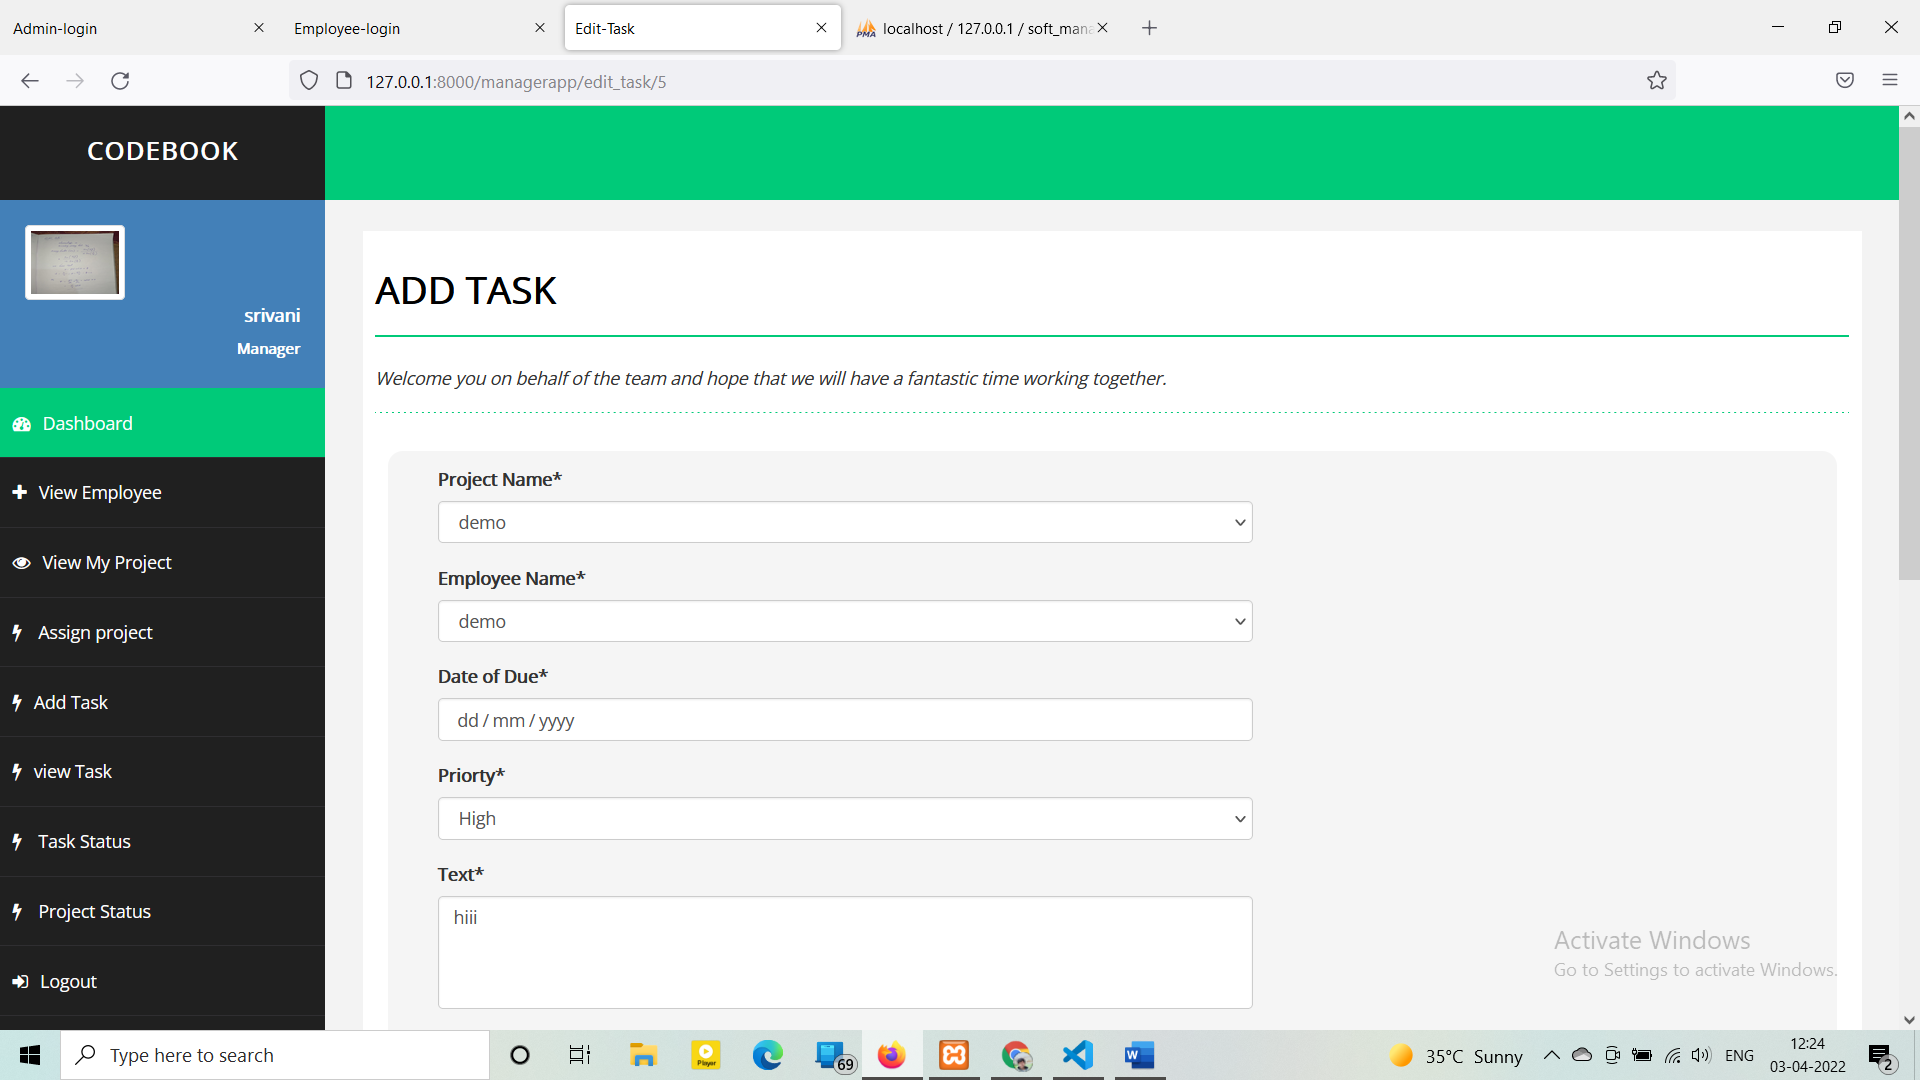 Admin-login
Employee-login
Edit-Task
localhost / 127.0.0.1 / soft_mana
127.0.0.1:8000/managerapp/edit_task/5
CODEBOOK
srivani
Manager
Dashboard
View Employee
View My Project
Assign project
Add Task
view Task
Task Status
Project Status
Logout
ADD TASK
Welcome you on behalf of the team and hope that we will have a fantastic time working together.
Project Name*
demo
Employee Name*
demo
Date of Due*
dd / mm / yyyy
Priorty*
High
Text*
hiii
Activate Windows
Go to Settings to activate Windows.
Type here to search
Player
69
35°C Sunny
ENG
12:24
03-04-2022
2